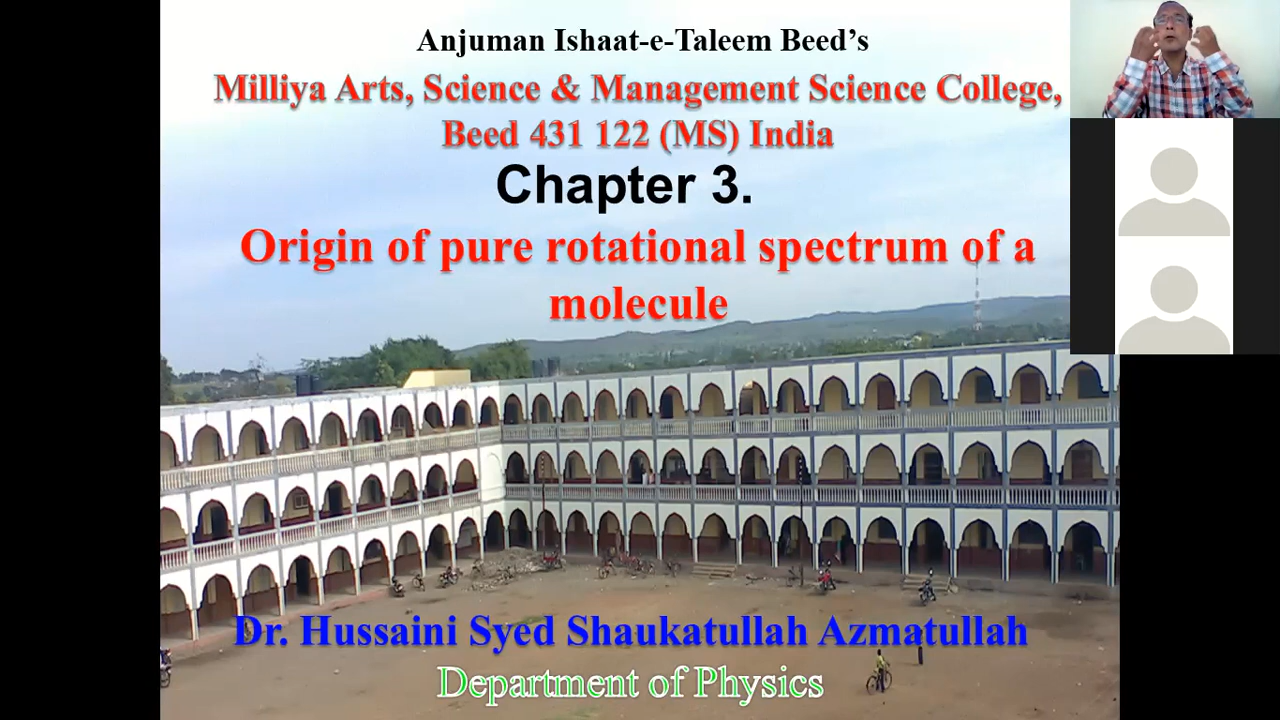 Anjuman Ishaat-e-Taleem Beed’s
Milliya Arts, Science & Management Science College,
Beed 431 122 (MS) India
Chapter 3.
Origin of pure rotational spectrum of a
molecule
Dr. Hussaini Syed Shaukatullah Azmatullah
Department of Physics